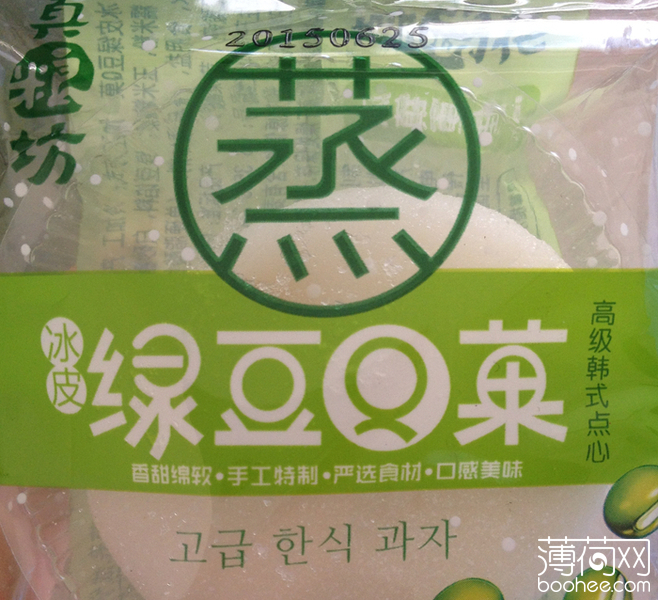 20150625
蒸
冰皮
绿豆Q菓
高级韩式点心
香甜绵软•手工特制•严选食材•口感美味
고급 한식 과자
薄荷网
boohee.com